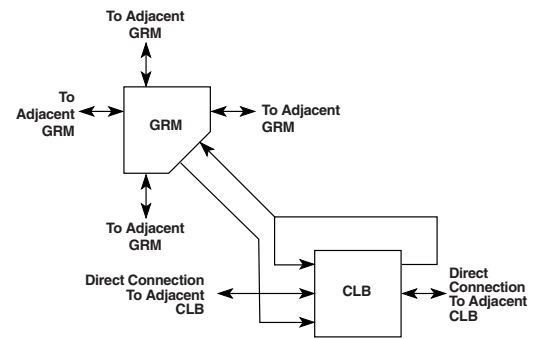 To Adjacent
GRM
To
Adjacent
GRM
GRM
To Adjacent
GRM
To Adjacent
GRM
Direct Connection
To Adjacent
CLB
CLB
Direct
Connection
To Adjacent
CLB